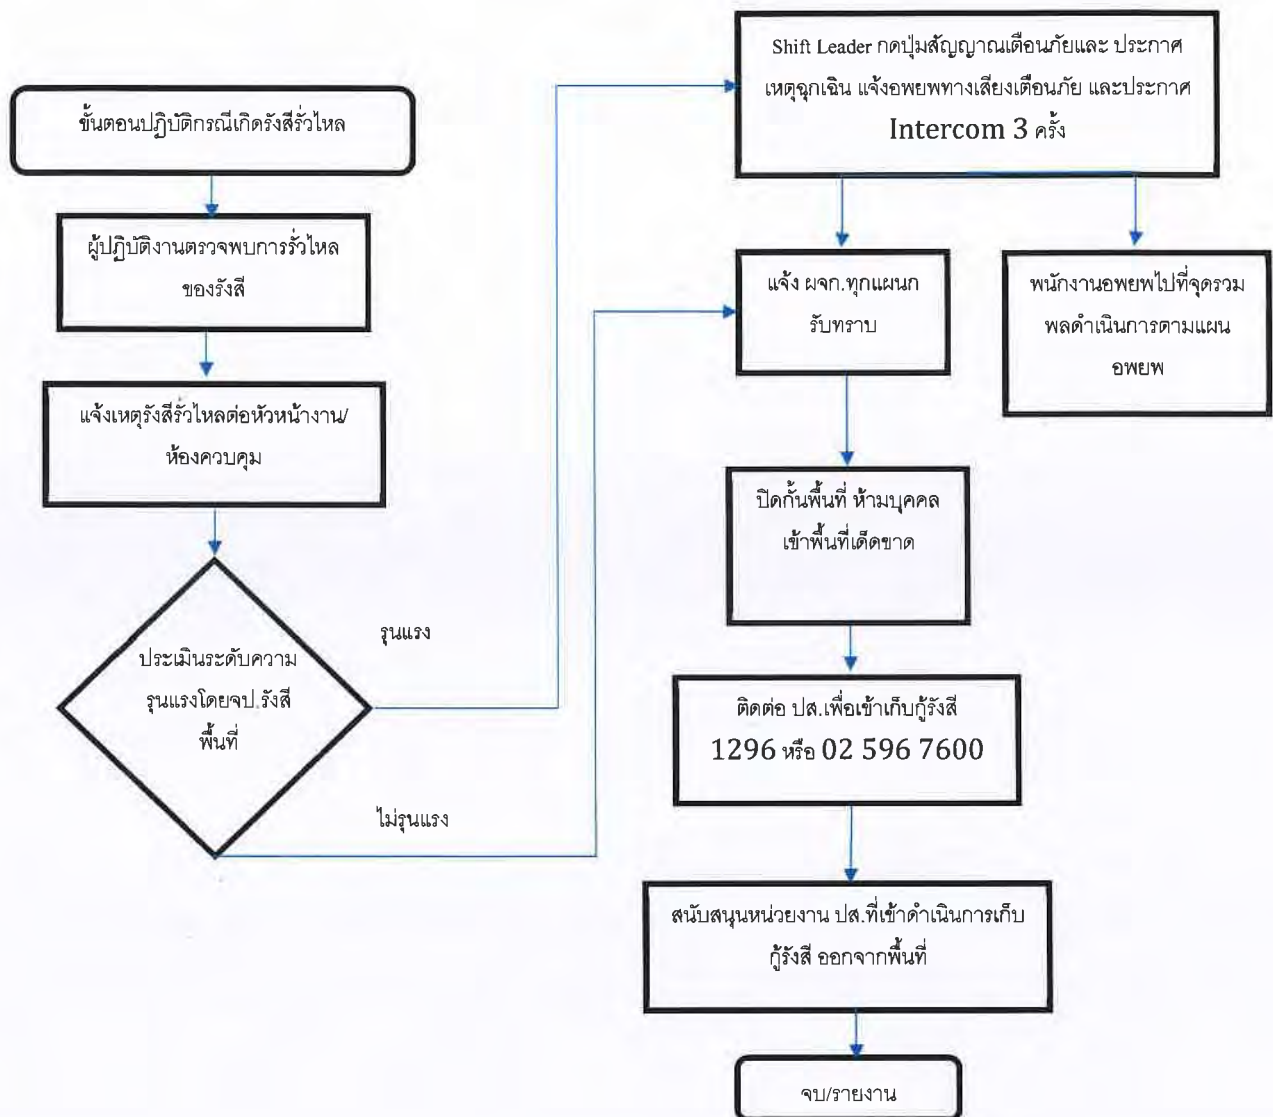 ขั้นตอนปฏิบัติกรณีเกิดรังสีรั่วไหล
ผู้ปฏิบัติงานตรวจพบการรั่วไหล
ของรังสี
แจ้งเหตุรังสีรั่วไหลต่อหัวหน้างาน/
ห้องควบคุม
ประเมินระดับความ
รุนแรงโดยจป.รังสี
พื้นที่
รุนแรง
ไม่รุนแรง
Shift Leader กดปุ่มสัญญาณเตือนภัยและ ประกาศ
เหตุฉุกเฉิน แจ้งอพยพทางเสียงเตือนภัย และประกาศ
Intercom 3 ครั้ง
แจ้ง ผจก.ทุกแผนก
รับทราบ
พนักงานอพยพไปที่จุดรวม
พลดำเนินการตามแผน
อพยพ
ปิดกั้นพื้นที่ ห้ามบุคคล
เข้าพื้นที่เด็ดขาด
ติดต่อ ปส.เพื่อเข้าเก็บกู้รังสี
1296 หรือ 02 596 7600
สนับสนุนหน่วยงาน ปส.ที่เข้าดำเนินการเก็บ
กู้รังสี ออกจากพื้นที่
จบ/รายงาน